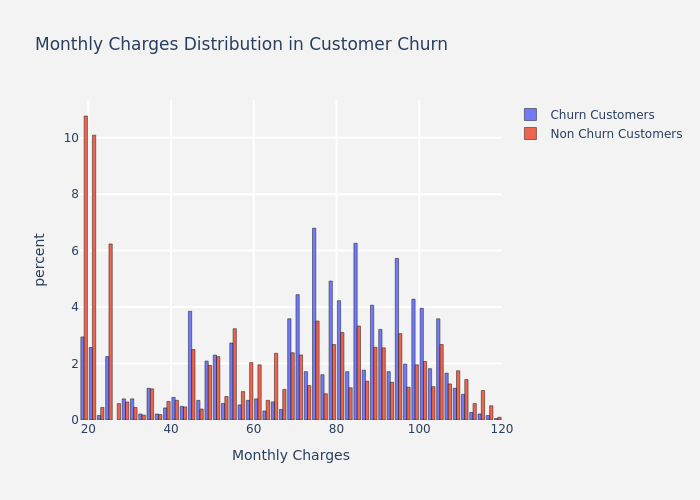 Monthly Charges Distribution in Customer Churn
Churn Customers
Non Churn Customers
10
8
6
4
2
0
percent
20 40 60 80 100 120
Monthly Charges